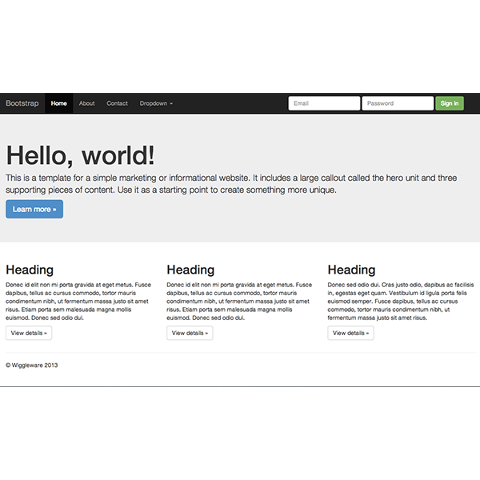 Bootstrap Home About Contact Dropdown Email Password Sign in
Hello, world!
This is a template for a simple marketing or informational website. It includes a large callout called the hero unit and three
supporting pieces of content. Use it as a starting point to create something more unique.
Learn more »
Heading
Donec id elit non mi porta gravida at eget metus. Fusce
dapibus, tellus ac cursus commodo, tortor mauris
condimentum nibh, ut fermentum massa justo sit amet
risus. Etiam porta sem malesuada magna mollis
euismod. Donec sed odio dui.
View details »
Heading
Donec id elit non mi porta gravida at eget metus. Fusce
dapibus, tellus ac cursus commodo, tortor mauris
condimentum nibh, ut fermentum massa justo sit amet
risus. Etiam porta sem malesuada magna mollis
euismod. Donec sed odio dui.
View details »
Heading
Donec sed odio dui. Cras justo odio, dapibus ac facilisis
in, egestas eget quam. Vestibulum id ligula porta felis
euismod semper. Fusce dapibus, tellus ac cursus
commodo, tortor mauris condimentum nibh, ut
fermentum massa justo sit amet risus.
View details »
© Wiggleware 2013